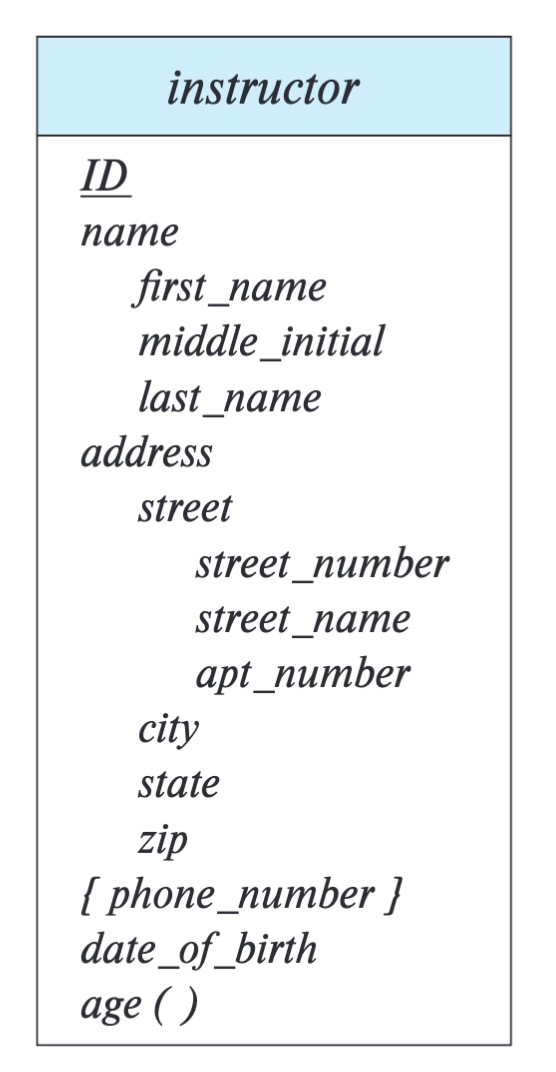 instructor
ID
name
first_name
middle_initial
last_name
address
street
street_number
street_name
apt_number
city
state
zip
{ phone_number }
date_of_birth
age ( )